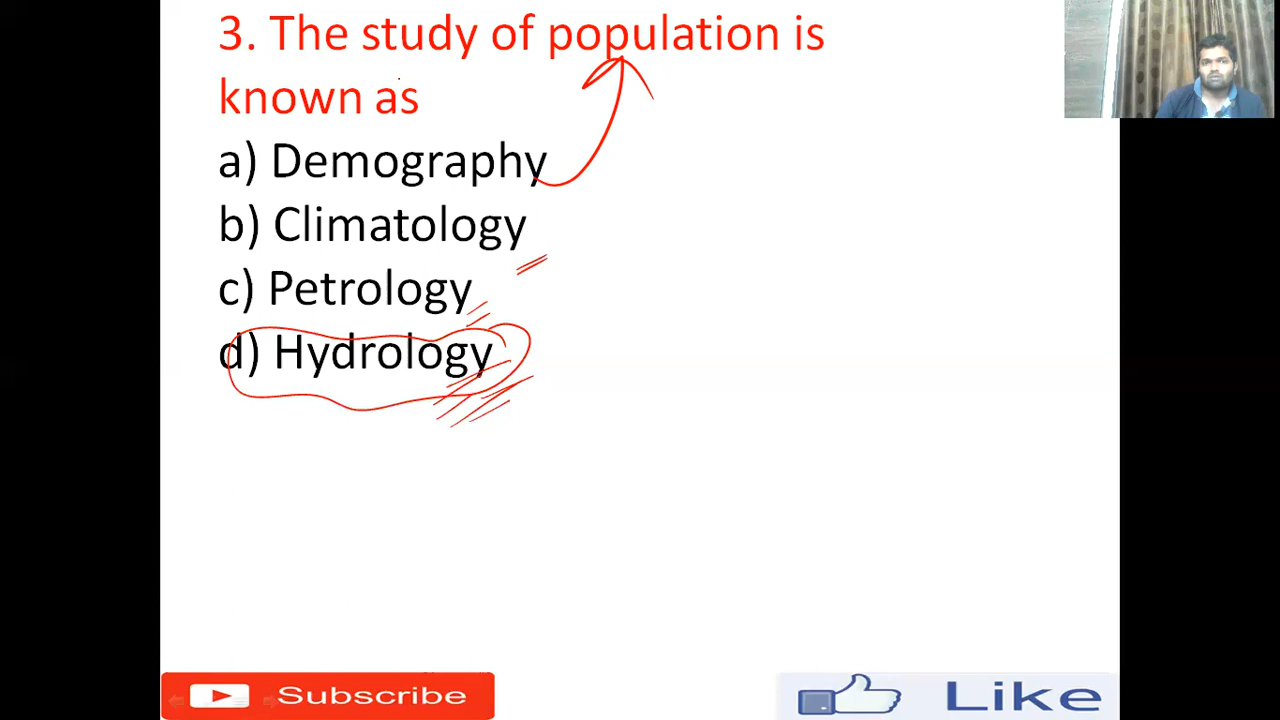 3. The study of population is
known as
a) Demography
b) Climatology
c) Petrology
d) Hydrology
Subscribe
Like